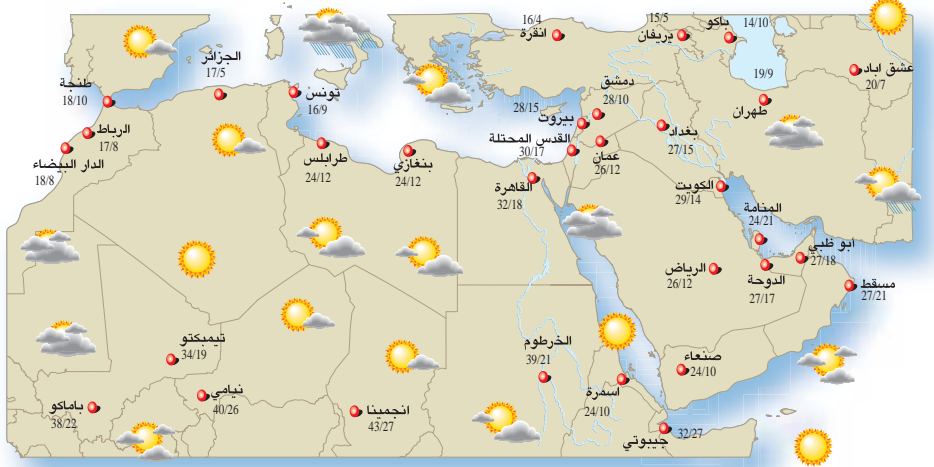 16/4
أنقرة
15/5
يريفان
14/10
باكو
عشق اباد
20/7
19/9
طهران
الجزائر
17/5
طنجة
18/10
تونس
16/9
دمشق
28/10
28/15
بيروت
الرباط
17/8
الدار البيضاء
18/8
طرابلس
24/12
بنغازي
24/12
القدس المحتلة
30/17
عمان
26/12
بغداد
27/15
القاهرة
32/18
الكويت
29/14
المنامة
24/21
أبو ظبي
27/18
الرياض
26/12
الدوحة
27/17
مسقط
27/21
تيمبكتو
34/19
الخرطوم
39/21
صنعاء
24/10
باماكو
38/22
نيامي
40/26
انجمينا
43/27
اسمرة
24/10
جيبوتي
32/27